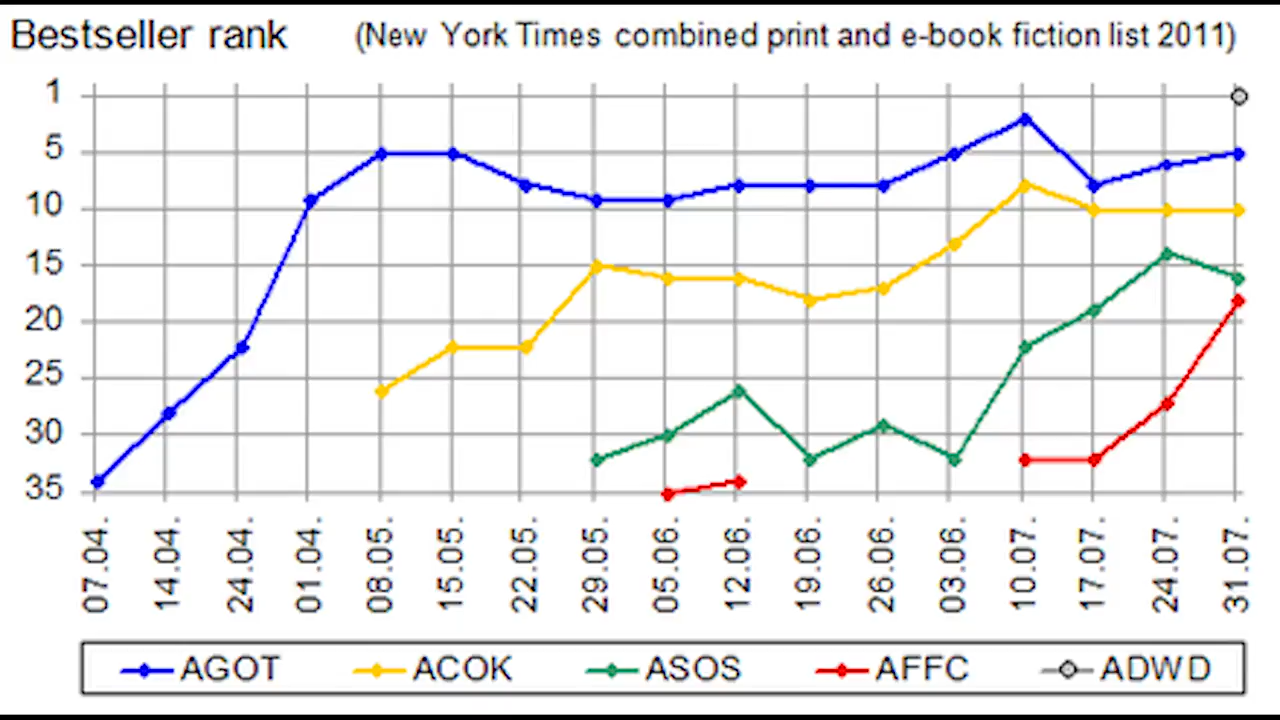 Bestseller rank (New York Times combined print and e-book fiction list 2011)
1
5
10
15
20
25
30
35
07.04. 14.04. 24.04. 01.04. 08.05. 15.05. 22.05. 29.05. 05.06. 12.06. 19.06. 26.06. 03.06. 10.07. 17.07. 24.07. 31.07.
AGOT ACOK ASOS AFFC ADWD